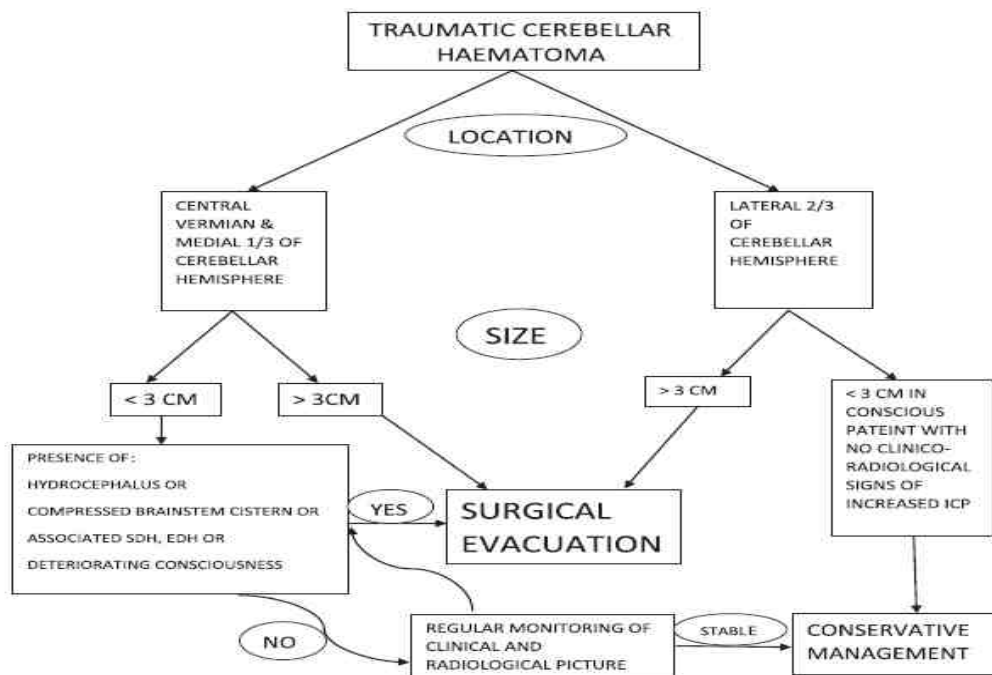 TRAUMATIC CEREBELLAR
HAEMATOMA
LOCATION
CENTRAL
VERMIAN &
MEDIAL 1/3 OF
CEREBELLAR
HEMISPHERE
LATERAL 2/3
OF
CEREBELLAR
HEMISPHERE
SIZE
< 3 CM
> 3CM
> 3 CM
< 3 CM IN
CONSCIOUS
PATEINT WITH
NO CLINICO-
RADIOLOGICAL
SIGNS OF
INCREASED ICP
PRESENCE OF:
HYDROCEPHALUS OR
COMPRESSED BRAINSTEM CISTERN OR
ASSOCIATED SDH, EDH OR
DETERIORATING CONSCIOUSNESS
YES
SURGICAL
EVACUATION
NO
REGULAR MONITORING OF
CLINICAL AND
RADIOLOGICAL PICTURE
STABLE
CONSERVATIVE
MANAGEMENT